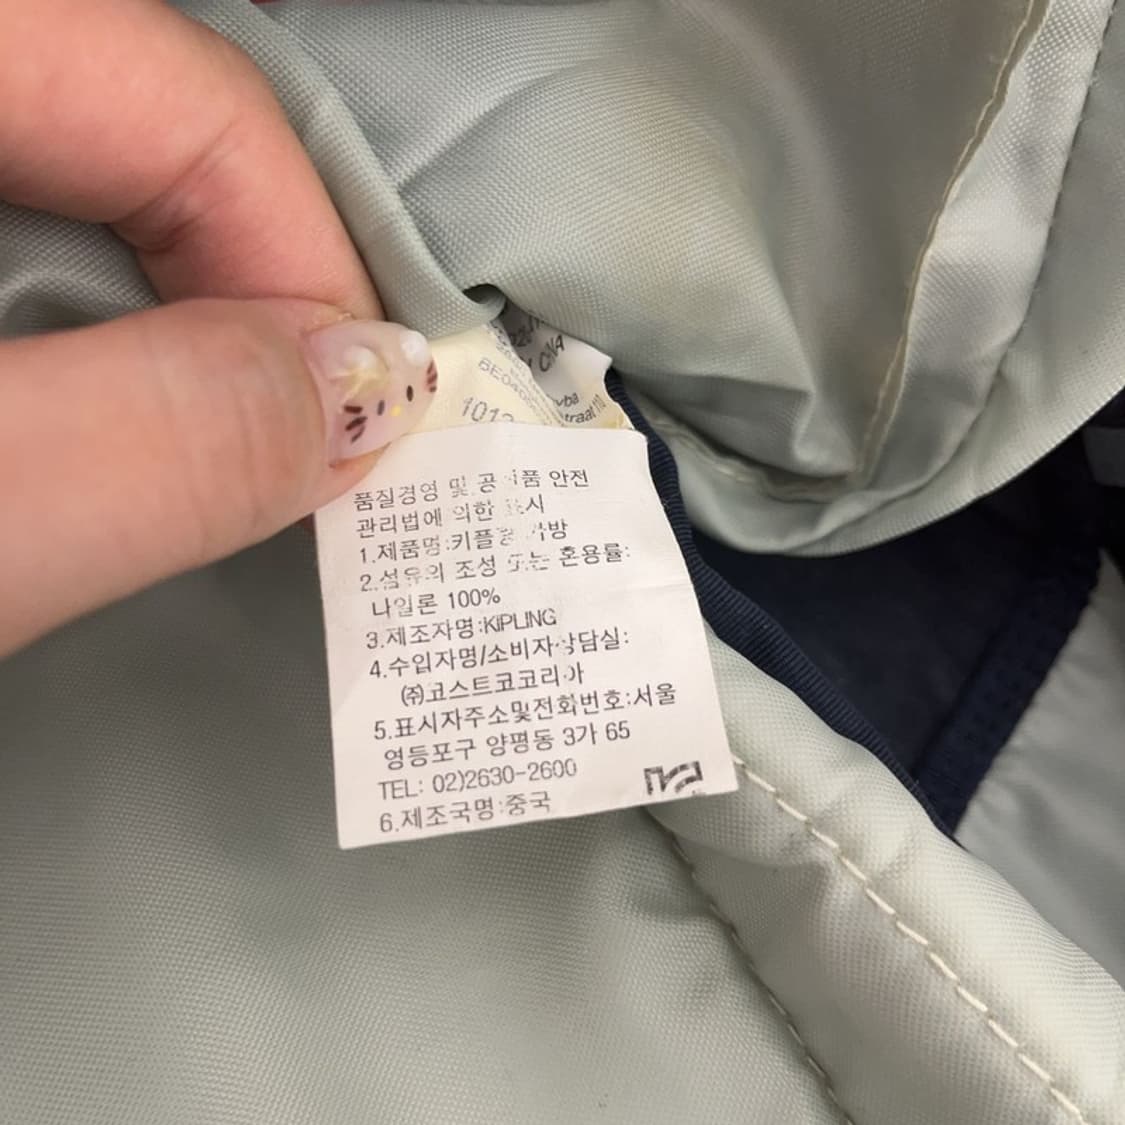 CHINA
1012
품질경영 및 공산품 안전
관리법에 의한 표시
1.제품명:키플링 가방
2.섬유의 조성 또는 혼용률:
나일론 100%
3.제조자명:KIPLING
4.수입자명/소비자상담실:
㈜코스트코코리아
5.표시자주소및전화번호:서울
영등포구 양평동 3가 65
TEL: 02)2630-2600
6.제조국명:중국